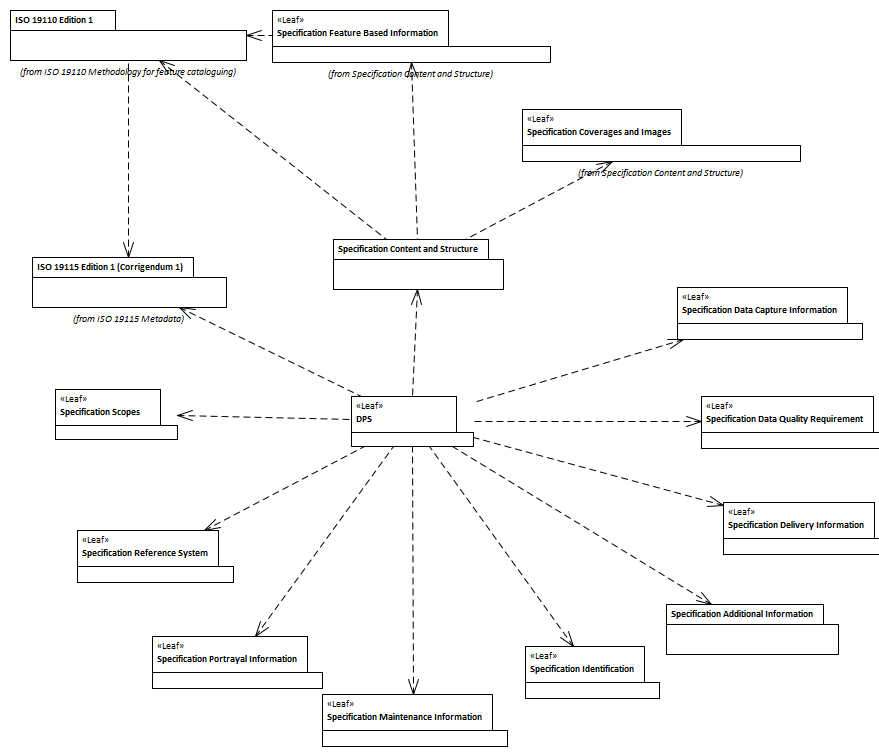 ISO 19110 Edition 1
(from ISO 19110 Methodology for feature cataloguing)
«Leaf»
Specification Feature Based Information
(from Specification Content and Structure)
«Leaf»
Specification Coverages and Images
(from Specification Content and Structure)
Specification Content and Structure
ISO 19115 Edition 1 (Corrigendum 1)
(from ISO 19115 Metadata)
«Leaf»
Specification Data Capture Information
«Leaf»
Specification Scopes
«Leaf»
DPS
«Leaf»
Specification Data Quality Requirement
«Leaf»
Specification Delivery Information
«Leaf»
Specification Reference System
Specification Additional Information
«Leaf»
Specification Portrayal Information
«Leaf»
Specification Identification
«Leaf»
Specification Maintenance Information